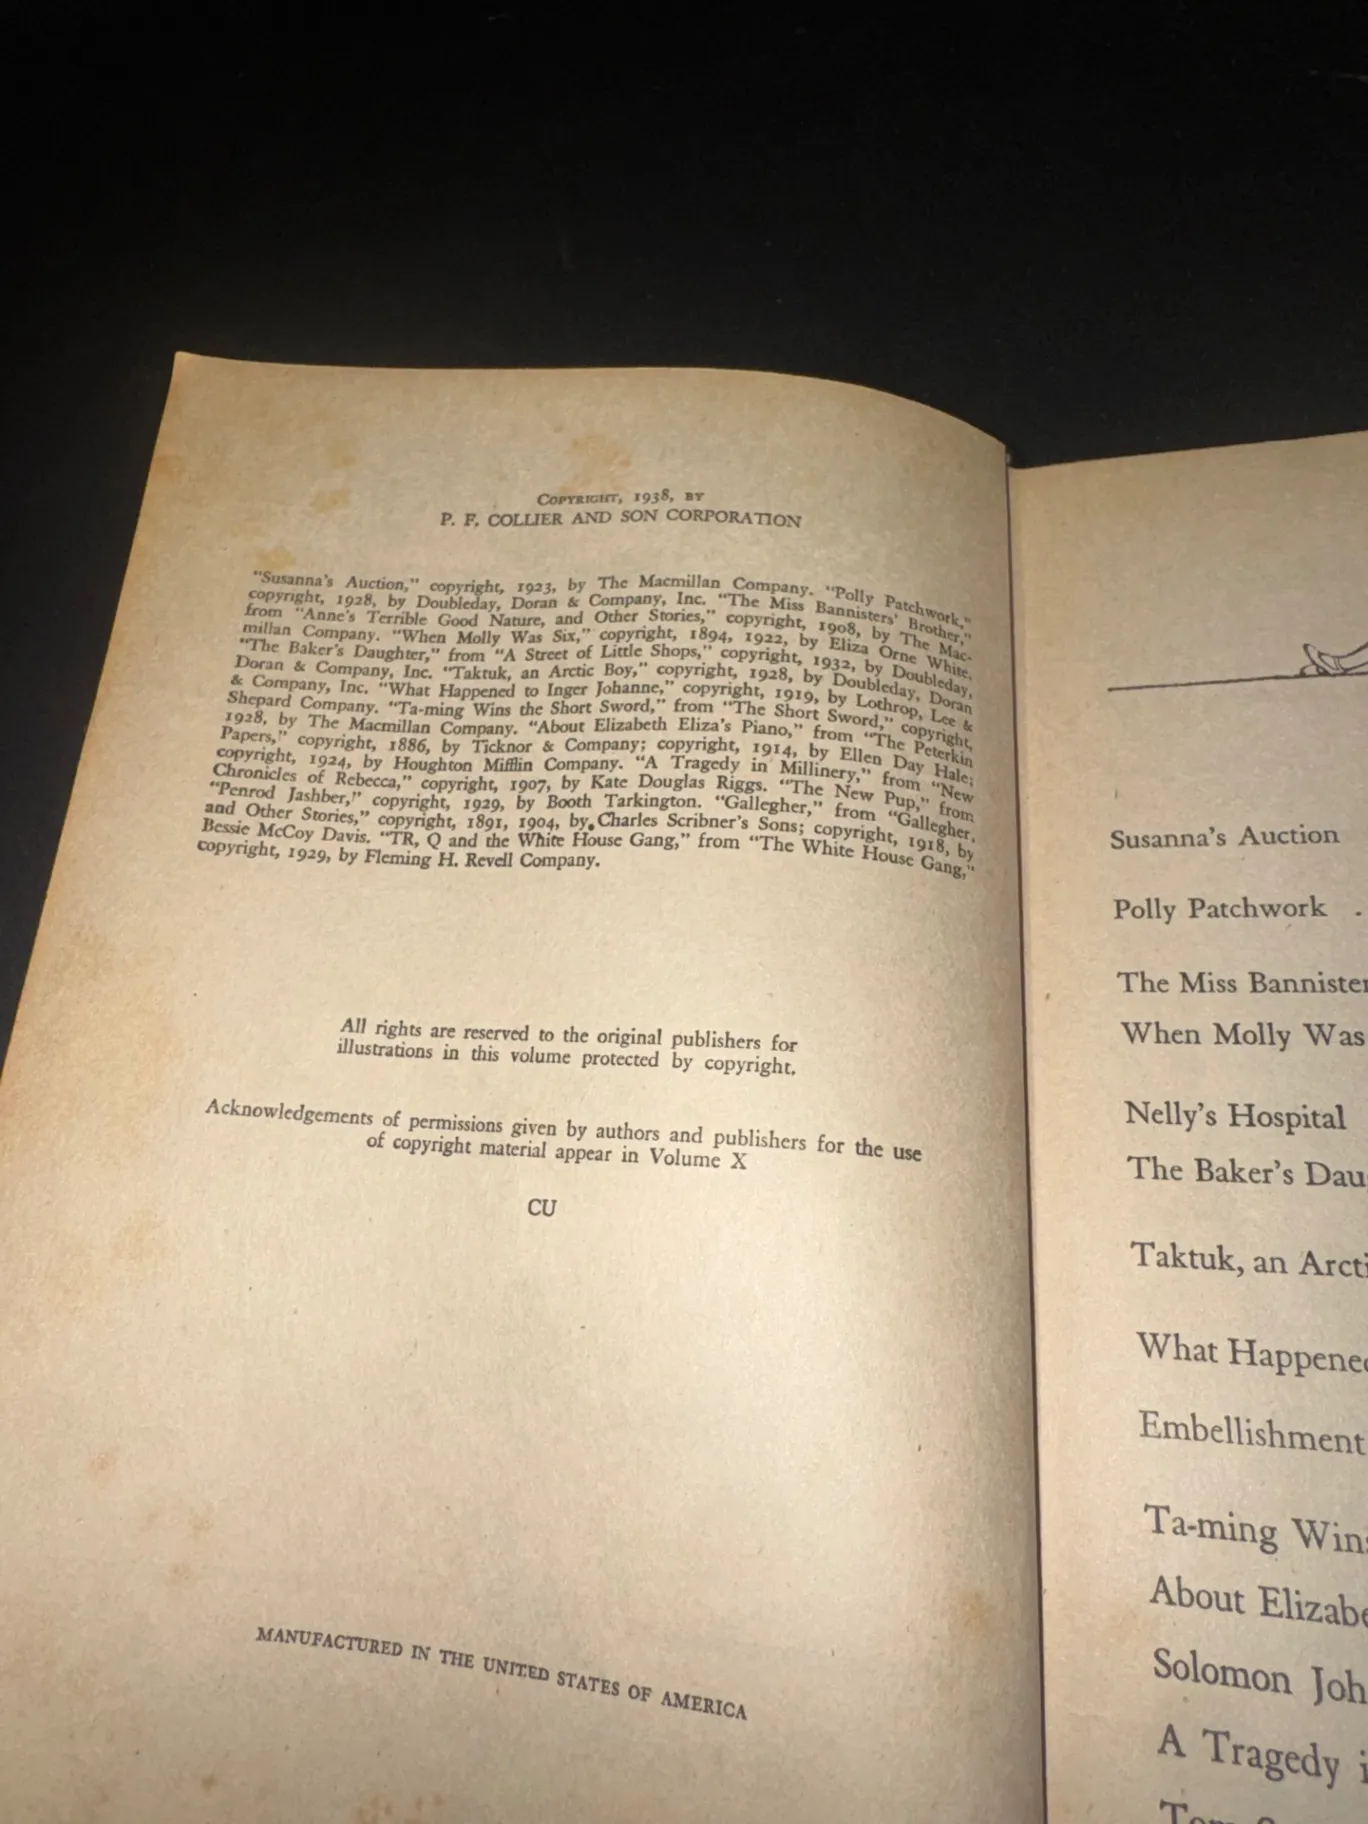 COPYRIGHT, 1938, BY
P. F. COLLIER AND SON CORPORATION
"Susanna's Auction," copyright, 1923, by The Macmillan Company. "Polly Patchwork,"
copyright, 1928, by Doubleday, Doran & Company, Inc. "The Miss Bannisters' Brother,"
from "Anne's Terrible Good Nature, and Other Stories," copyright, 1908, by The Mac-
millan Company. "When Molly Was Six," copyright, 1894, 1922, by Eliza Orne White.
"The Baker's Daughter," from "A Street of Little Shops," copyright, 1932, by Doubleday,
Doran & Company, Inc. "Taktuk, an Arctic Boy," copyright, 1928, by Doubleday, Doran
& Company, Inc. "What Happened to Inger Johanne," copyright, 1919, by Lothrop, Lee &
Shepard Company. "Ta-ming Wins the Short Sword," from "The Short Sword," copyright,
1928, by The Macmillan Company. "About Elizabeth Eliza's Piano," from "The Peterkin
Papers," copyright, 1886, by Ticknor & Company; copyright, 1914, by Ellen Day Hale;
copyright, 1924, by Houghton Mifflin Company. "A Tragedy in Millinery," from "New
Chronicles of Rebecca," copyright, 1907, by Kate Douglas Riggs. "The New Pup," from
"Penrod Jashber," copyright, 1929, by Booth Tarkington. "Gallegher," from "Gallegher,
and Other Stories," copyright, 1891, 1904, by Charles Scribner's Sons; copyright, 1918, by
Bessie McCoy Davis. "TR, Q and the White House Gang," from "The White House Gang,"
copyright, 1929, by Fleming H. Revell Company.
All rights are reserved to the original publishers for
illustrations in this volume protected by copyright.
Acknowledgements of permissions given by authors and publishers for the use
of copyright material appear in Volume X
CU
MANUFACTURED IN THE UNITED STATES OF AMERICA
Susanna's Auction
Polly Patchwork .
The Miss Bannister
When Molly Was
Nelly's Hospital
The Baker's Dau
Taktuk, an Arcti
What Happened
Embellishment
Ta-ming Wins
About Elizabe
Solomon Joh
A Tragedy i